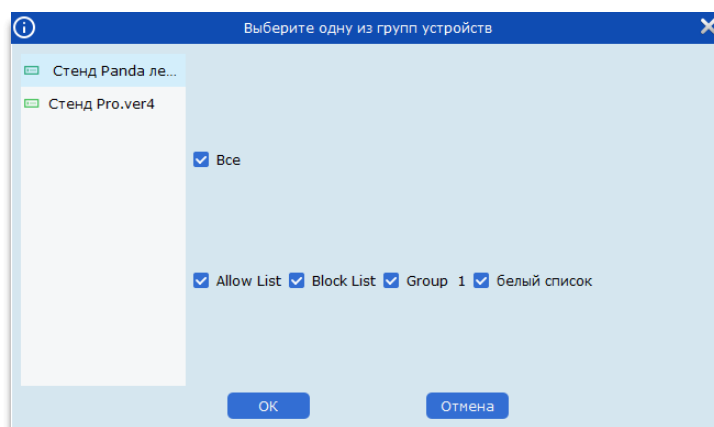 Выберите одну из групп устройств
Стенд Panda ле...
Стенд Pro.ver4
Все
Allow List Block List Group 1 белый список
OK Отмена